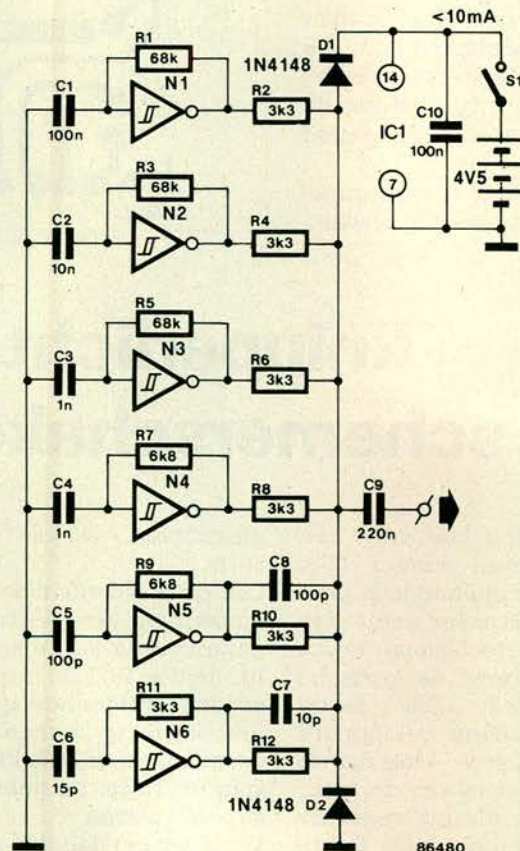 <10mA
R1
68k
D1
1N4148
14
S1
C1
N1
R2
3k3
100n
IC1
C10
100n
4V5
7
R3
68k
C2
N2
R4
3k3
10n
R5
68k
C3
N3
R6
3k3
1n
R7
6k8
C4
N4
R8
3k3
C9
220n
1n
R9
6k8
C8
100p
C5
N5
R10
3k3
100p
R11
3k3
C7
10p
C6
N6
R12
3k3
15p
1N4148
D2
86480